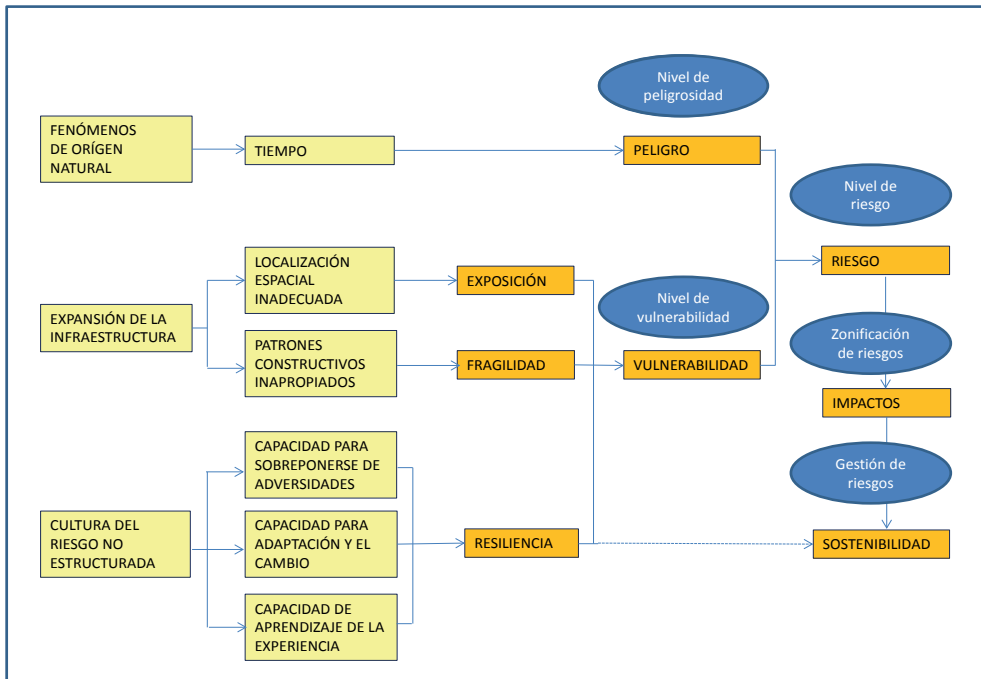 Nivel de
peligrosidad
FENÓMENOS
DE ORÍGEN
NATURAL
TIEMPO
PELIGRO
Nivel de
riesgo
LOCALIZACIÓN
ESPACIAL
INADECUADA
RIESGO
EXPOSICIÓN
Nivel de
vulnerabilidad
EXPANSIÓN DE LA
INFRAESTRUCTURA
Zonificación
de riesgos
PATRONES
CONSTRUCTIVOS
INAPROPIADOS
FRAGILIDAD
VULNERABILIDAD
IMPACTOS
CAPACIDAD PARA
SOBREPONERSE DE
ADVERSIDADES
Gestión de
riesgos
CULTURA DEL
RIESGO NO
ESTRUCTURADA
CAPACIDAD PARA
ADAPTACIÓN Y EL
CAMBIO
RESILIENCIA
SOSTENIBILIDAD
CAPACIDAD DE
APRENDIZAJE DE LA
EXPERIENCIA